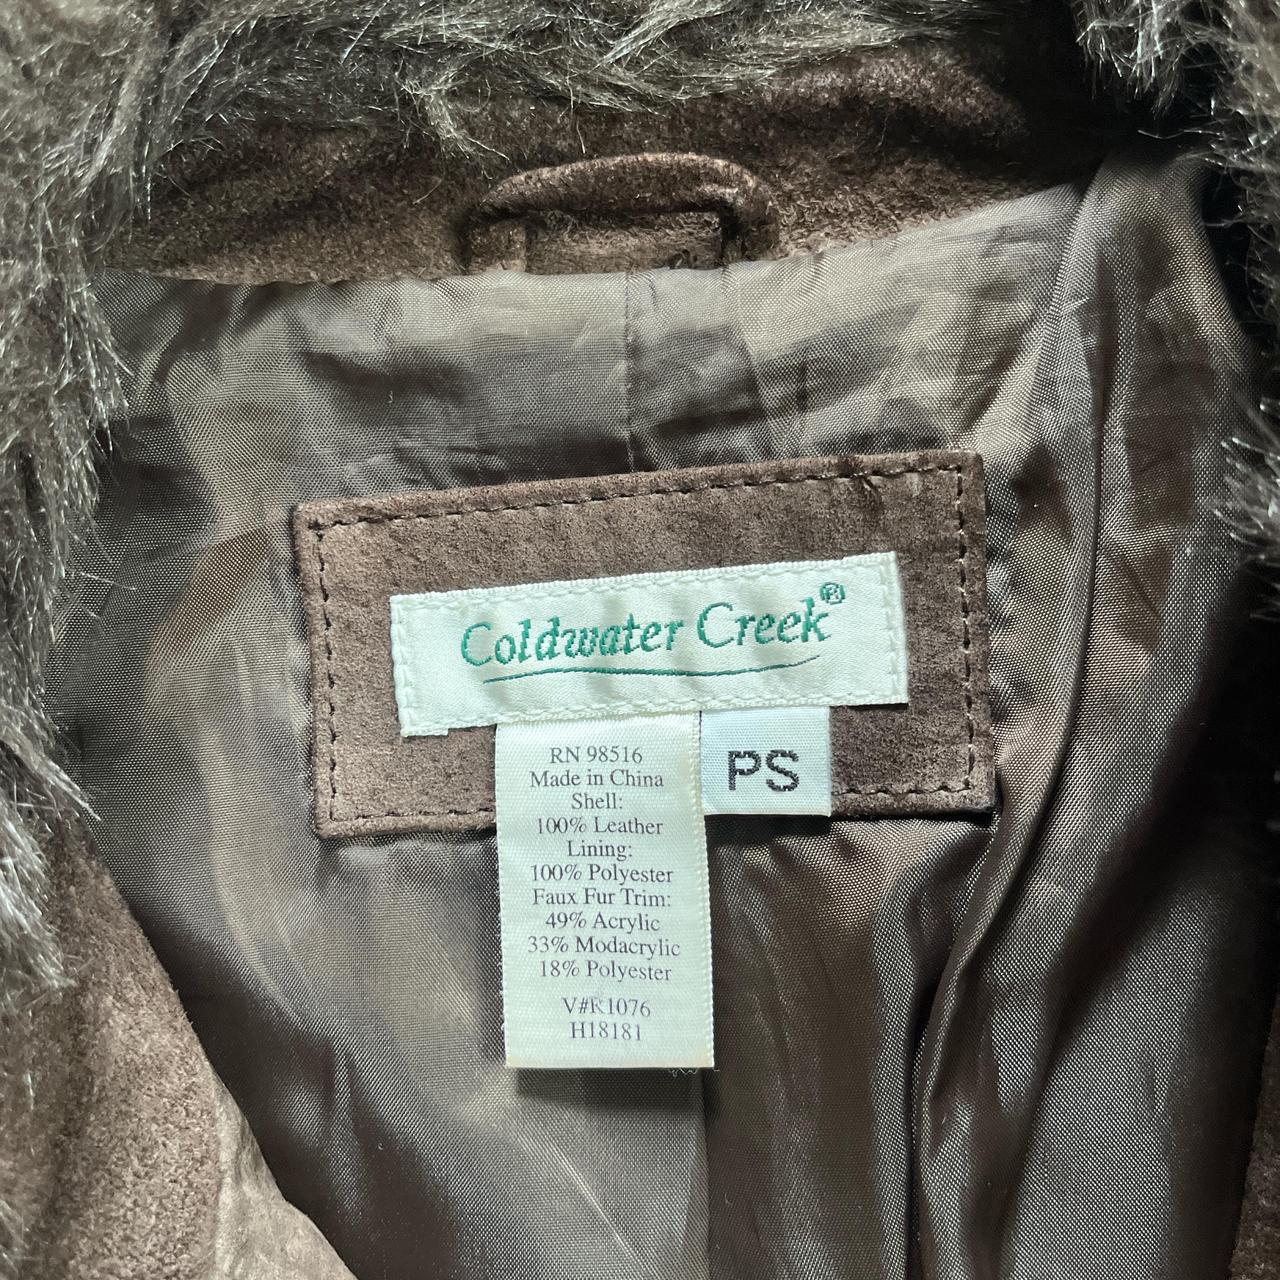 Coldwater Creek®
PS
RN 98516
Made in China
Shell:
100% Leather
Lining:
100% Polyester
Faux Fur Trim:
49% Acrylic
33% Modacrylic
18% Polyester
V#R1076
H18181